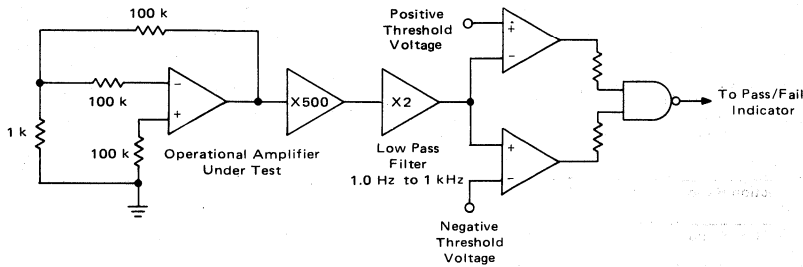 100 k
Positive
Threshold
Voltage
+
−
−
+
100 k
X500
X2
1 k
100 k
Operational Amplifier
Under Test
Low Pass
Filter
1.0 Hz to 1 kHz
+
−
Negative
Threshold
Voltage
To Pass/Fail
Indicator